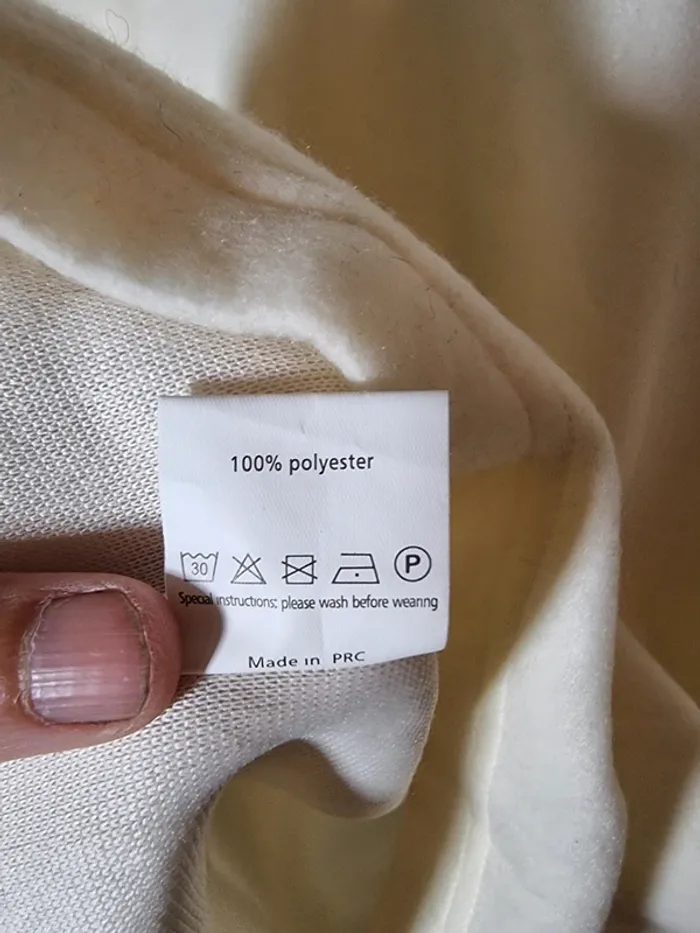 100% polyester
30 P
Special instructions: please wash before wearing
Made in PRC